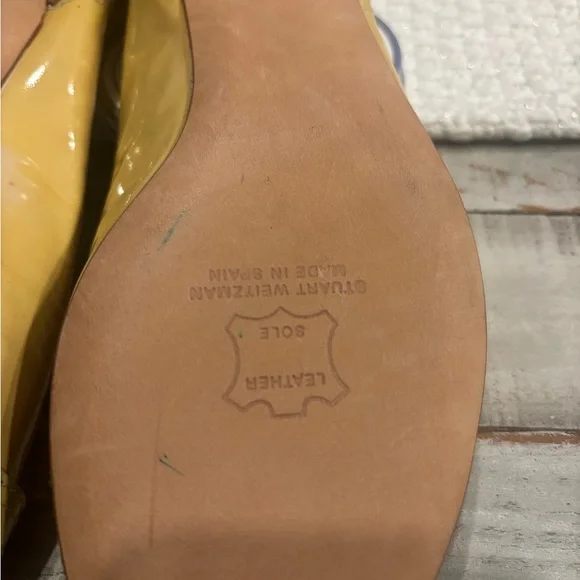 LEATHER
SOLE
STUART WEITZMAN
MADE IN SPAIN